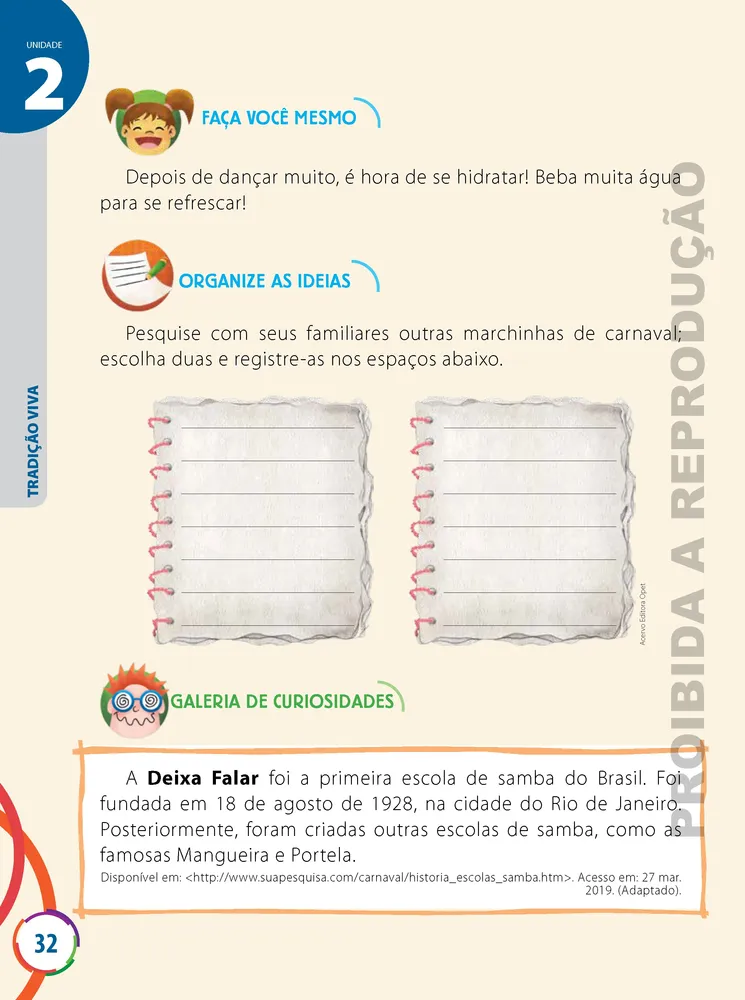 UNIDADE
2
FAÇA VOCÊ MESMO
Depois de dançar muito, é hora de se hidratar! Beba muita água
para se refrescar!
ORGANIZE AS IDEIAS
Pesquise com seus familiares outras marchinhas de carnaval;
escolha duas e registre-as nos espaços abaixo.
TRADIÇÃO VIVA
Acervo Editora Opet
PROIBIDA A REPRODUÇÃO
GALERIA DE CURIOSIDADES
A Deixa Falar foi a primeira escola de samba do Brasil. Foi
fundada em 18 de agosto de 1928, na cidade do Rio de Janeiro.
Posteriormente, foram criadas outras escolas de samba, como as
famosas Mangueira e Portela.
Disponível em: <http://www.suapesquisa.com/carnaval/historia_escolas_samba.htm>. Acesso em: 27 mar.
2019. (Adaptado).
32